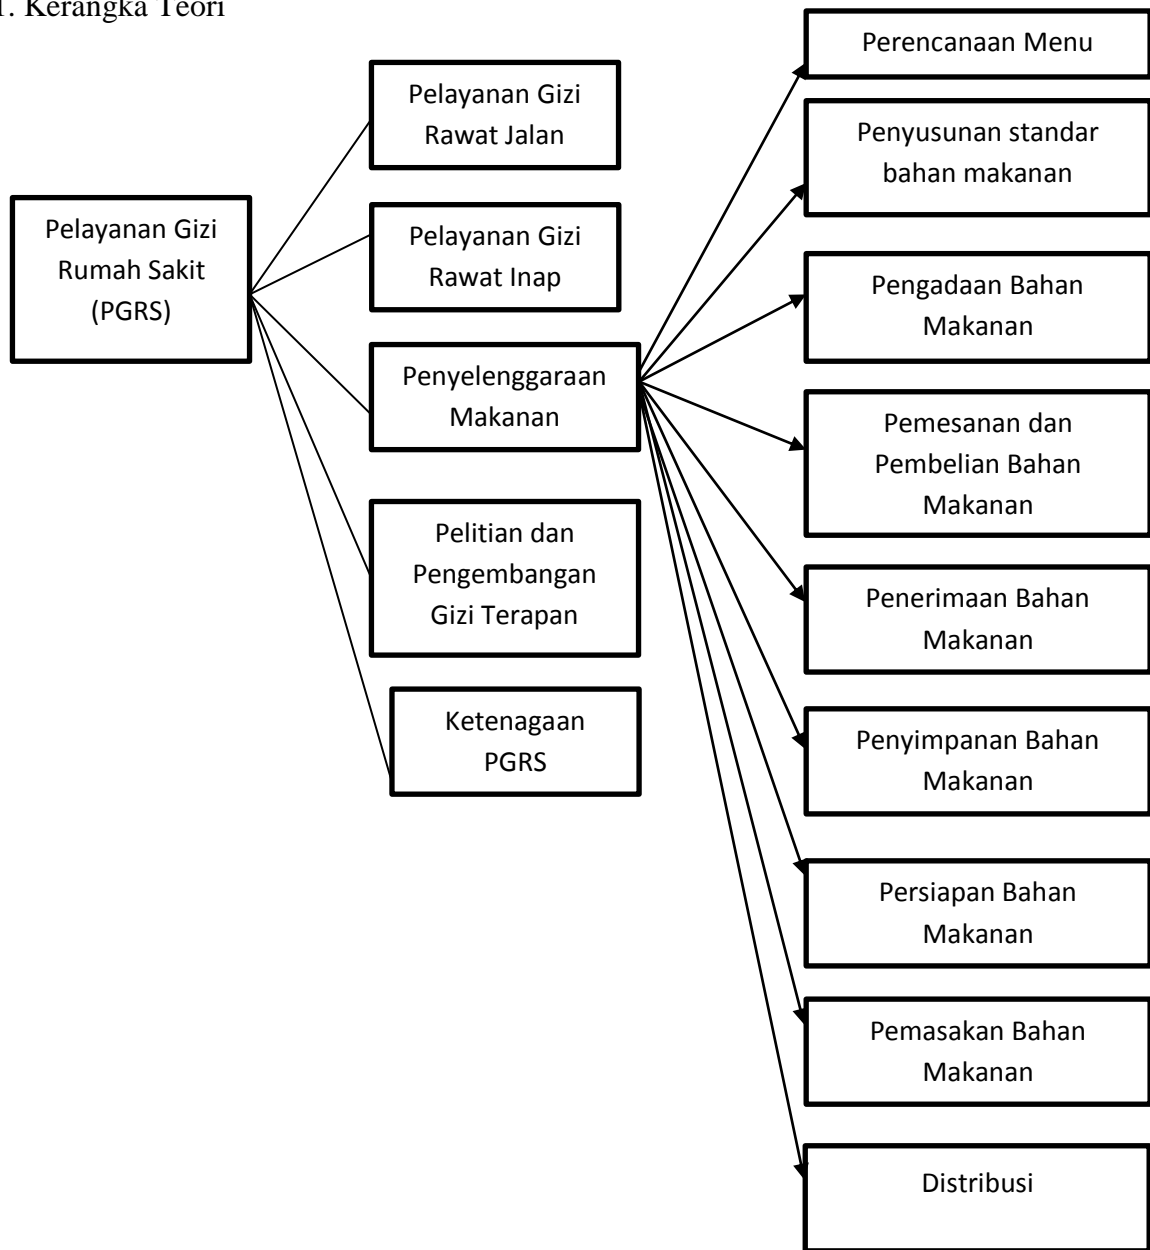 1. Kerangka Teori
Pelayanan Gizi
Rumah Sakit
(PGRS)
Pelayanan Gizi
Rawat Jalan
Pelayanan Gizi
Rawat Inap
Penyelenggaraan
Makanan
Pelitian dan
Pengembangan
Gizi Terapan
Ketenagaan
PGRS
Perencanaan Menu
Penyusunan standar
bahan makanan
Pengadaan Bahan
Makanan
Pemesanan dan
Pembelian Bahan
Makanan
Penerimaan Bahan
Makanan
Penyimpanan Bahan
Makanan
Persiapan Bahan
Makanan
Pemasakan Bahan
Makanan
Distribusi